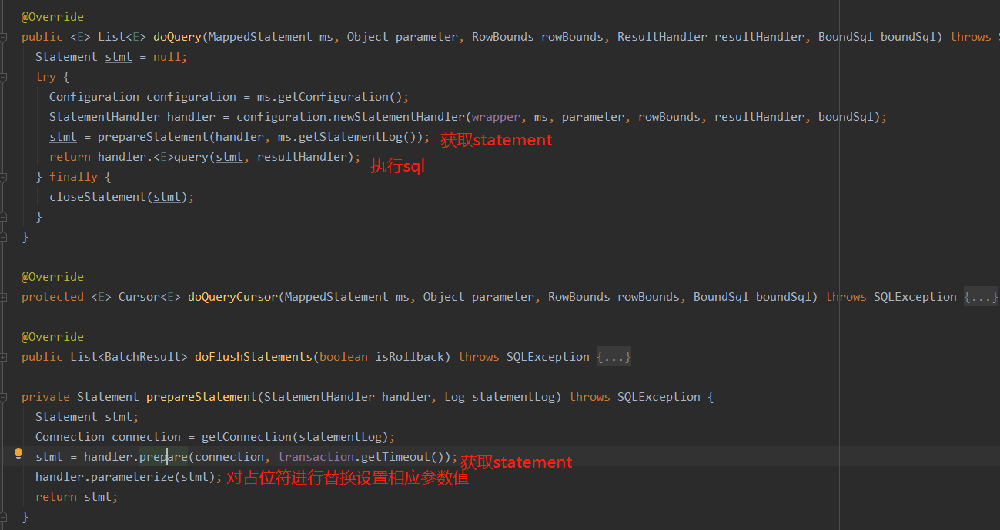 @Override
public <E> List<E> doQuery(MappedStatement ms, Object parameter, RowBounds rowBounds, ResultHandler resultHandler, BoundSql boundSql) throws
Statement stmt = null;
try {
Configuration configuration = ms.getConfiguration();
StatementHandler handler = configuration.newStatementHandler(wrapper, ms, parameter, rowBounds, resultHandler, boundSql);
stmt = prepareStatement(handler, ms.getStatementLog()); 获取statement
return handler.<E>query(stmt, resultHandler); 执行sql
} finally {
closeStatement(stmt);
}
}
@Override
protected <E> Cursor<E> doQueryCursor(MappedStatement ms, Object parameter, RowBounds rowBounds, BoundSql boundSql) throws SQLException {...}
@Override
public List<BatchResult> doFlushStatements(boolean isRollback) throws SQLException {...}
private Statement prepareStatement(StatementHandler handler, Log statementLog) throws SQLException {
Statement stmt;
Connection connection = getConnection(statementLog);
stmt = handler.prepare(connection, transaction.getTimeout()); 获取statement
handler.parameterize(stmt); 对占位符进行替换设置相应参数值
return stmt;
}